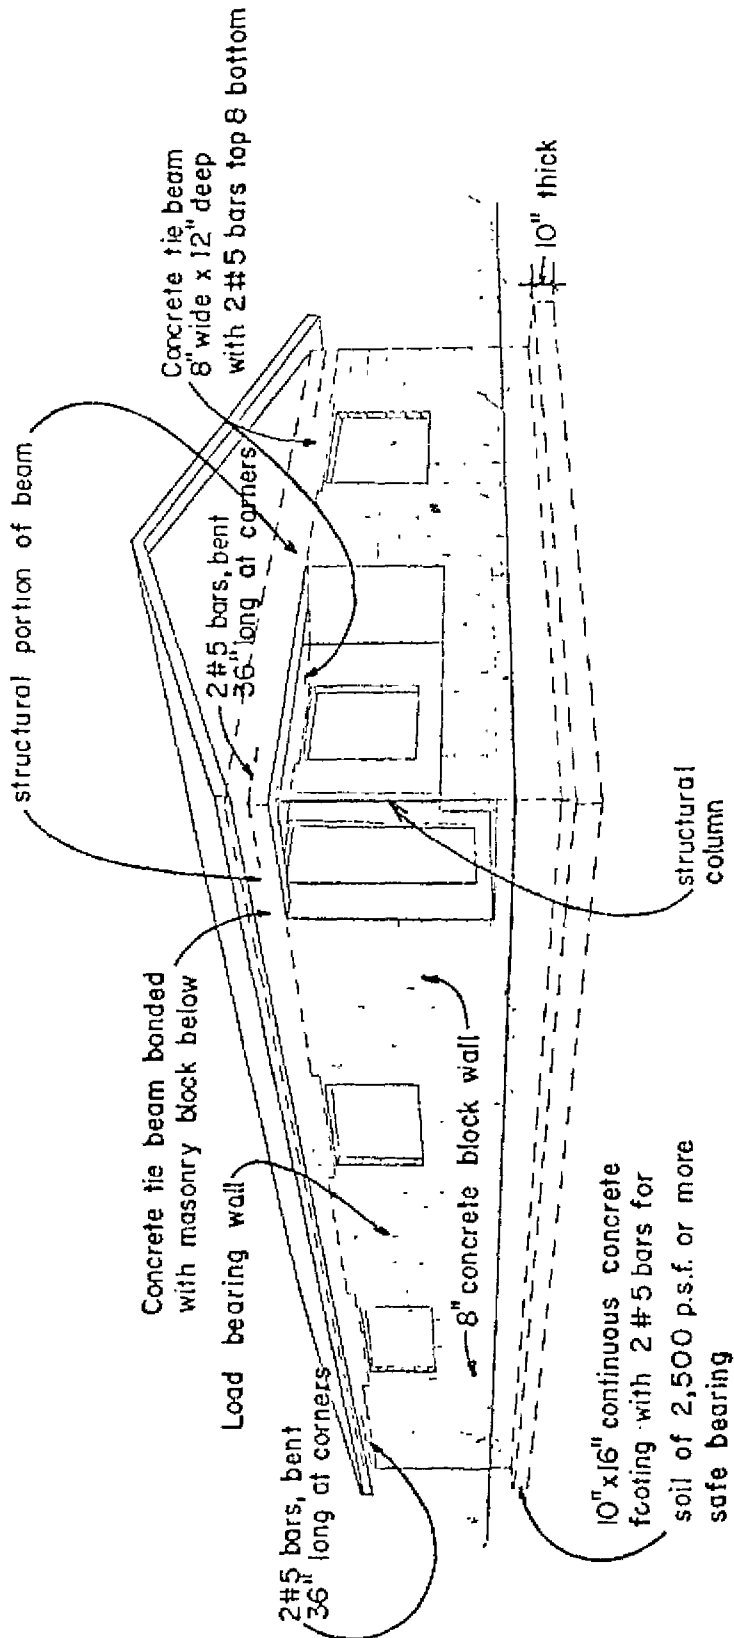 structural portion of beam
Concrete tie beam
8" wide x 12" deep
with 2#5 bars top 8 bottom
2#5 bars, bent
36" long at corners
Concrete tie beam bonded
with masonry block below
Load bearing wall
2#5 bars, bent
36" long at corners
10" thick
8" concrete block wall
structural
column
10"x16" continuous concrete
footing with 2#5 bars for
soil of 2,500 p.s.f. or more
safe bearing